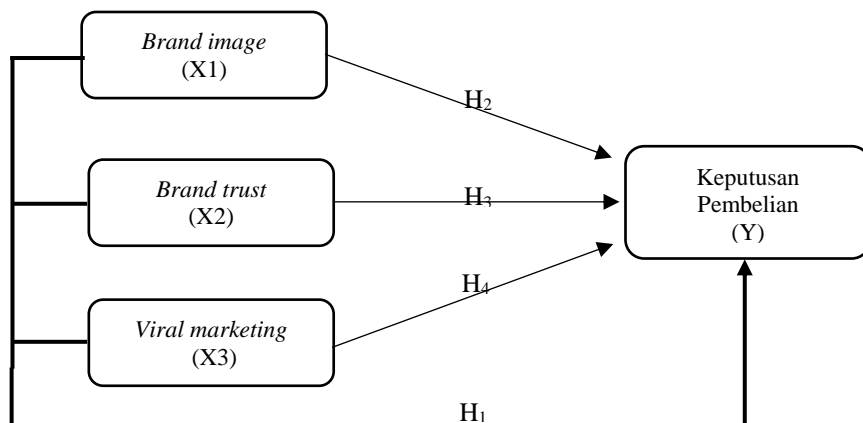 Brand image
(X1)
H₂
Keputusan
Pembelian
(Y)
Brand trust
(X2)
H₃
H₄
Viral marketing
(X3)
H₁